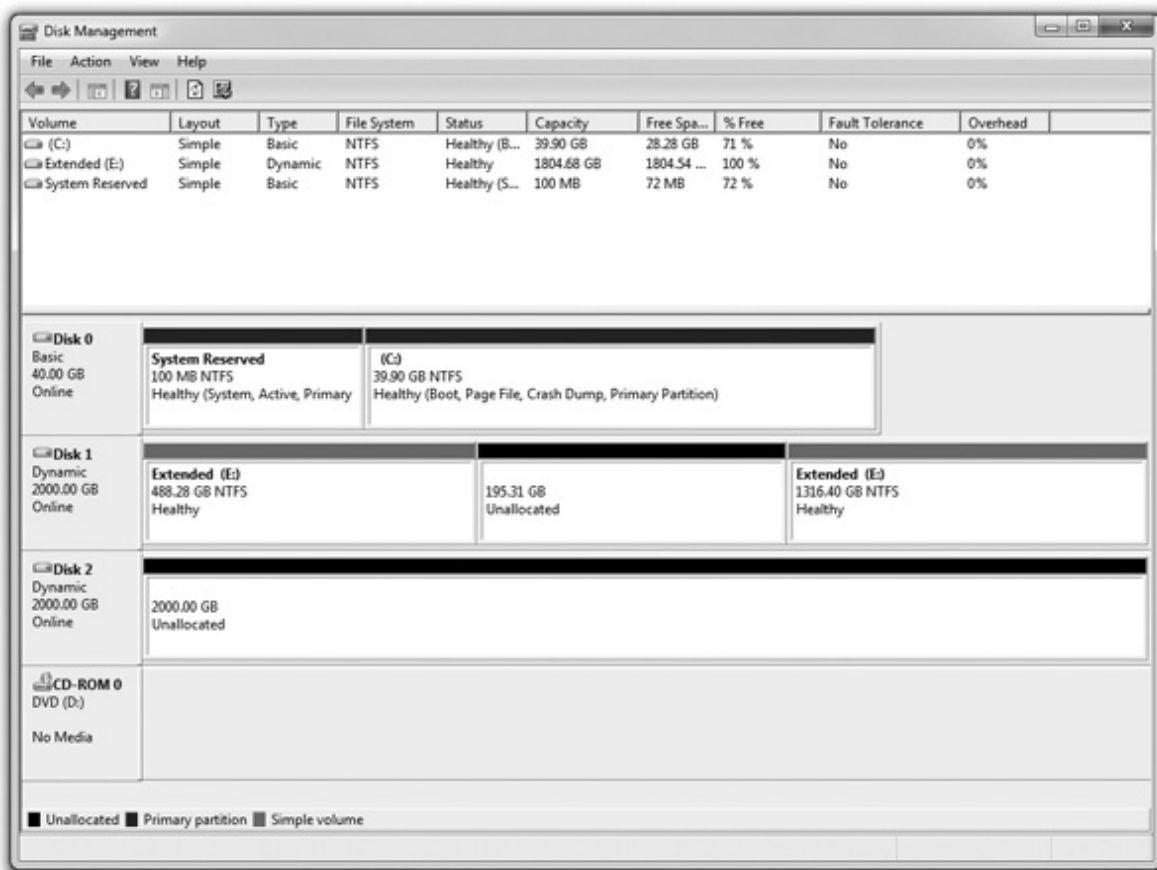 Disk Management
File Action View Help
Volume Layout Type File System Status Capacity Free Spa... % Free Fault Tolerance Overhead
(C:) Simple Basic NTFS Healthy (B... 39.90 GB 28.28 GB 71 % No 0%
Extended (E:) Simple Dynamic NTFS Healthy 1804.68 GB 1804.54 ... 100 % No 0%
System Reserved Simple Basic NTFS Healthy (S... 100 MB 72 MB 72 % No 0%
Disk 0
Basic
40.00 GB
Online
System Reserved
100 MB NTFS
Healthy (System, Active, Primary
(C:)
39.90 GB NTFS
Healthy (Boot, Page File, Crash Dump, Primary Partition)
Disk 1
Dynamic
2000.00 GB
Online
Extended (E:)
488.28 GB NTFS
Healthy
195.31 GB
Unallocated
Extended (E:)
1316.40 GB NTFS
Healthy
Disk 2
Dynamic
2000.00 GB
Online
2000.00 GB
Unallocated
CD-ROM 0
DVD (D:)
No Media
Unallocated Primary partition Simple volume